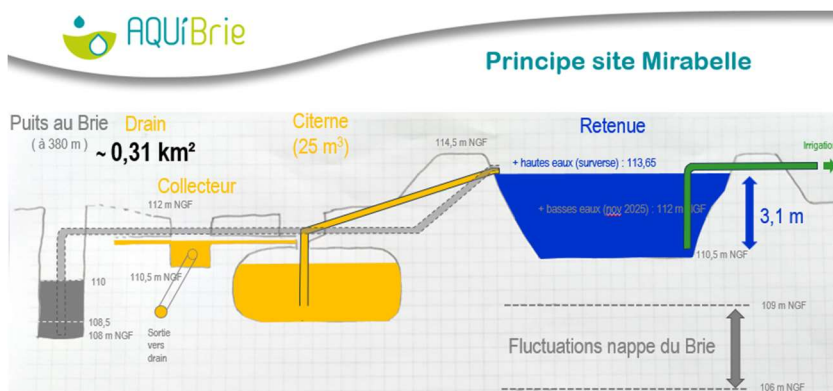 AQUiBrie
Principe site Mirabelle
Puits au Brie
( à 380 m )
Drain
~ 0,31 km²
Citerne
(25 m³)
Retenue
Collecteur
112 m NGF
114,5 m NGF
+ hautes eaux (surverse) : 113,65
Irrigation
+ basses eaux (nov 2025) : 112 m NGF
3,1 m
110
110,5 m NGF
110,5 m NGF
108,5
108 m NGF
Sortie
vers
drain
109 m NGF
Fluctuations nappe du Brie
106 m NGF